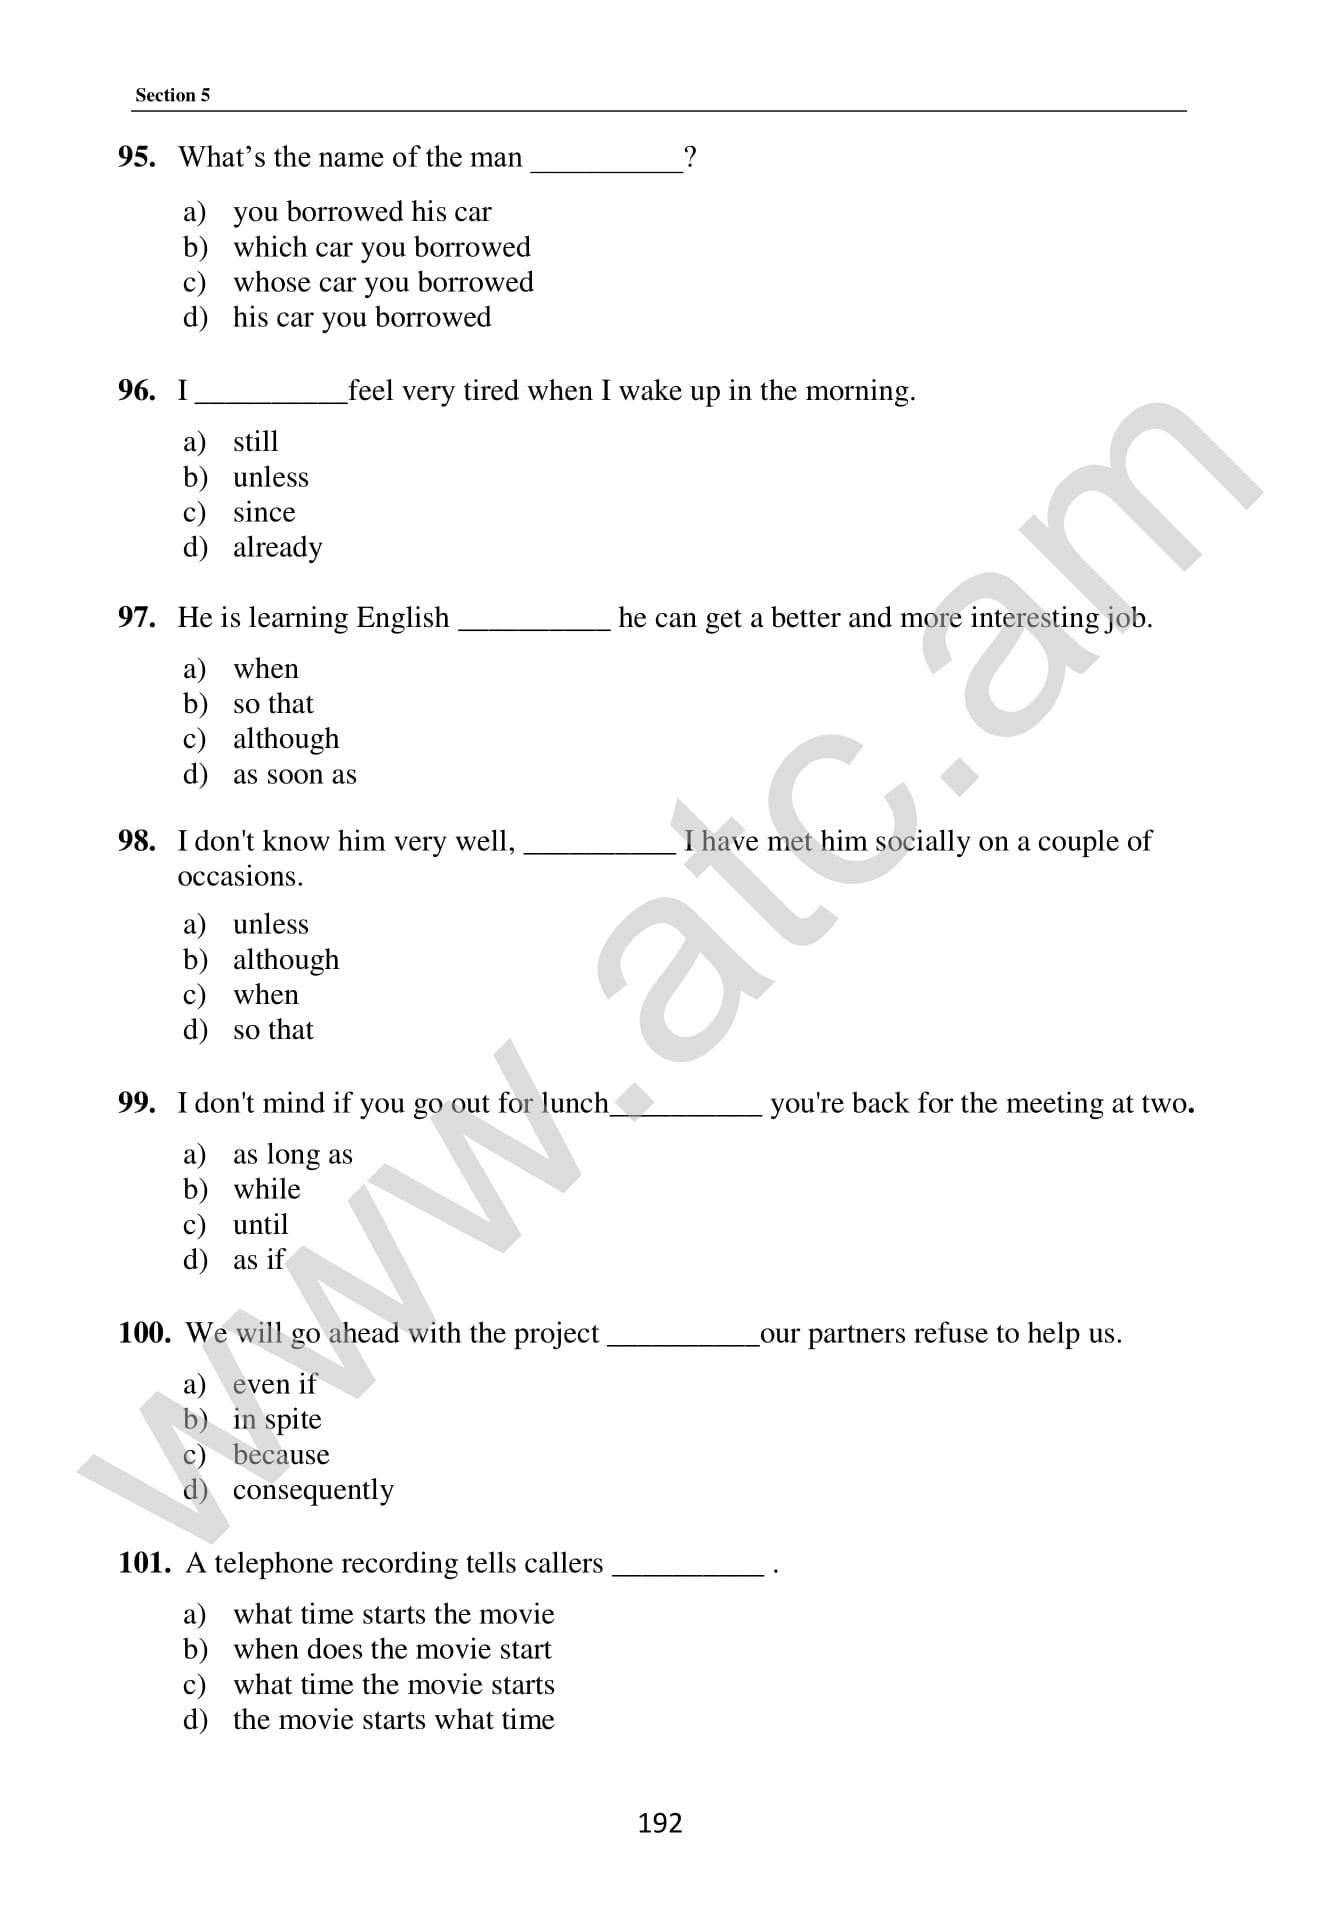 Section 5
95. What’s the name of the man __________?
a) you borrowed his car
b) which car you borrowed
c) whose car you borrowed
d) his car you borrowed
96. I __________feel very tired when I wake up in the morning.
a) still
b) unless
c) since
d) already
97. He is learning English __________ he can get a better and more interesting job.
a) when
b) so that
c) although
d) as soon as
98. I don't know him very well, __________ I have met him socially on a couple of
occasions.
a) unless
b) although
c) when
d) so that
99. I don't mind if you go out for lunch__________ you're back for the meeting at two.
a) as long as
b) while
c) until
d) as if
100. We will go ahead with the project __________our partners refuse to help us.
a) even if
b) in spite
c) because
d) consequently
101. A telephone recording tells callers __________ .
a) what time starts the movie
b) when does the movie start
c) what time the movie starts
d) the movie starts what time
192
www.atc.am